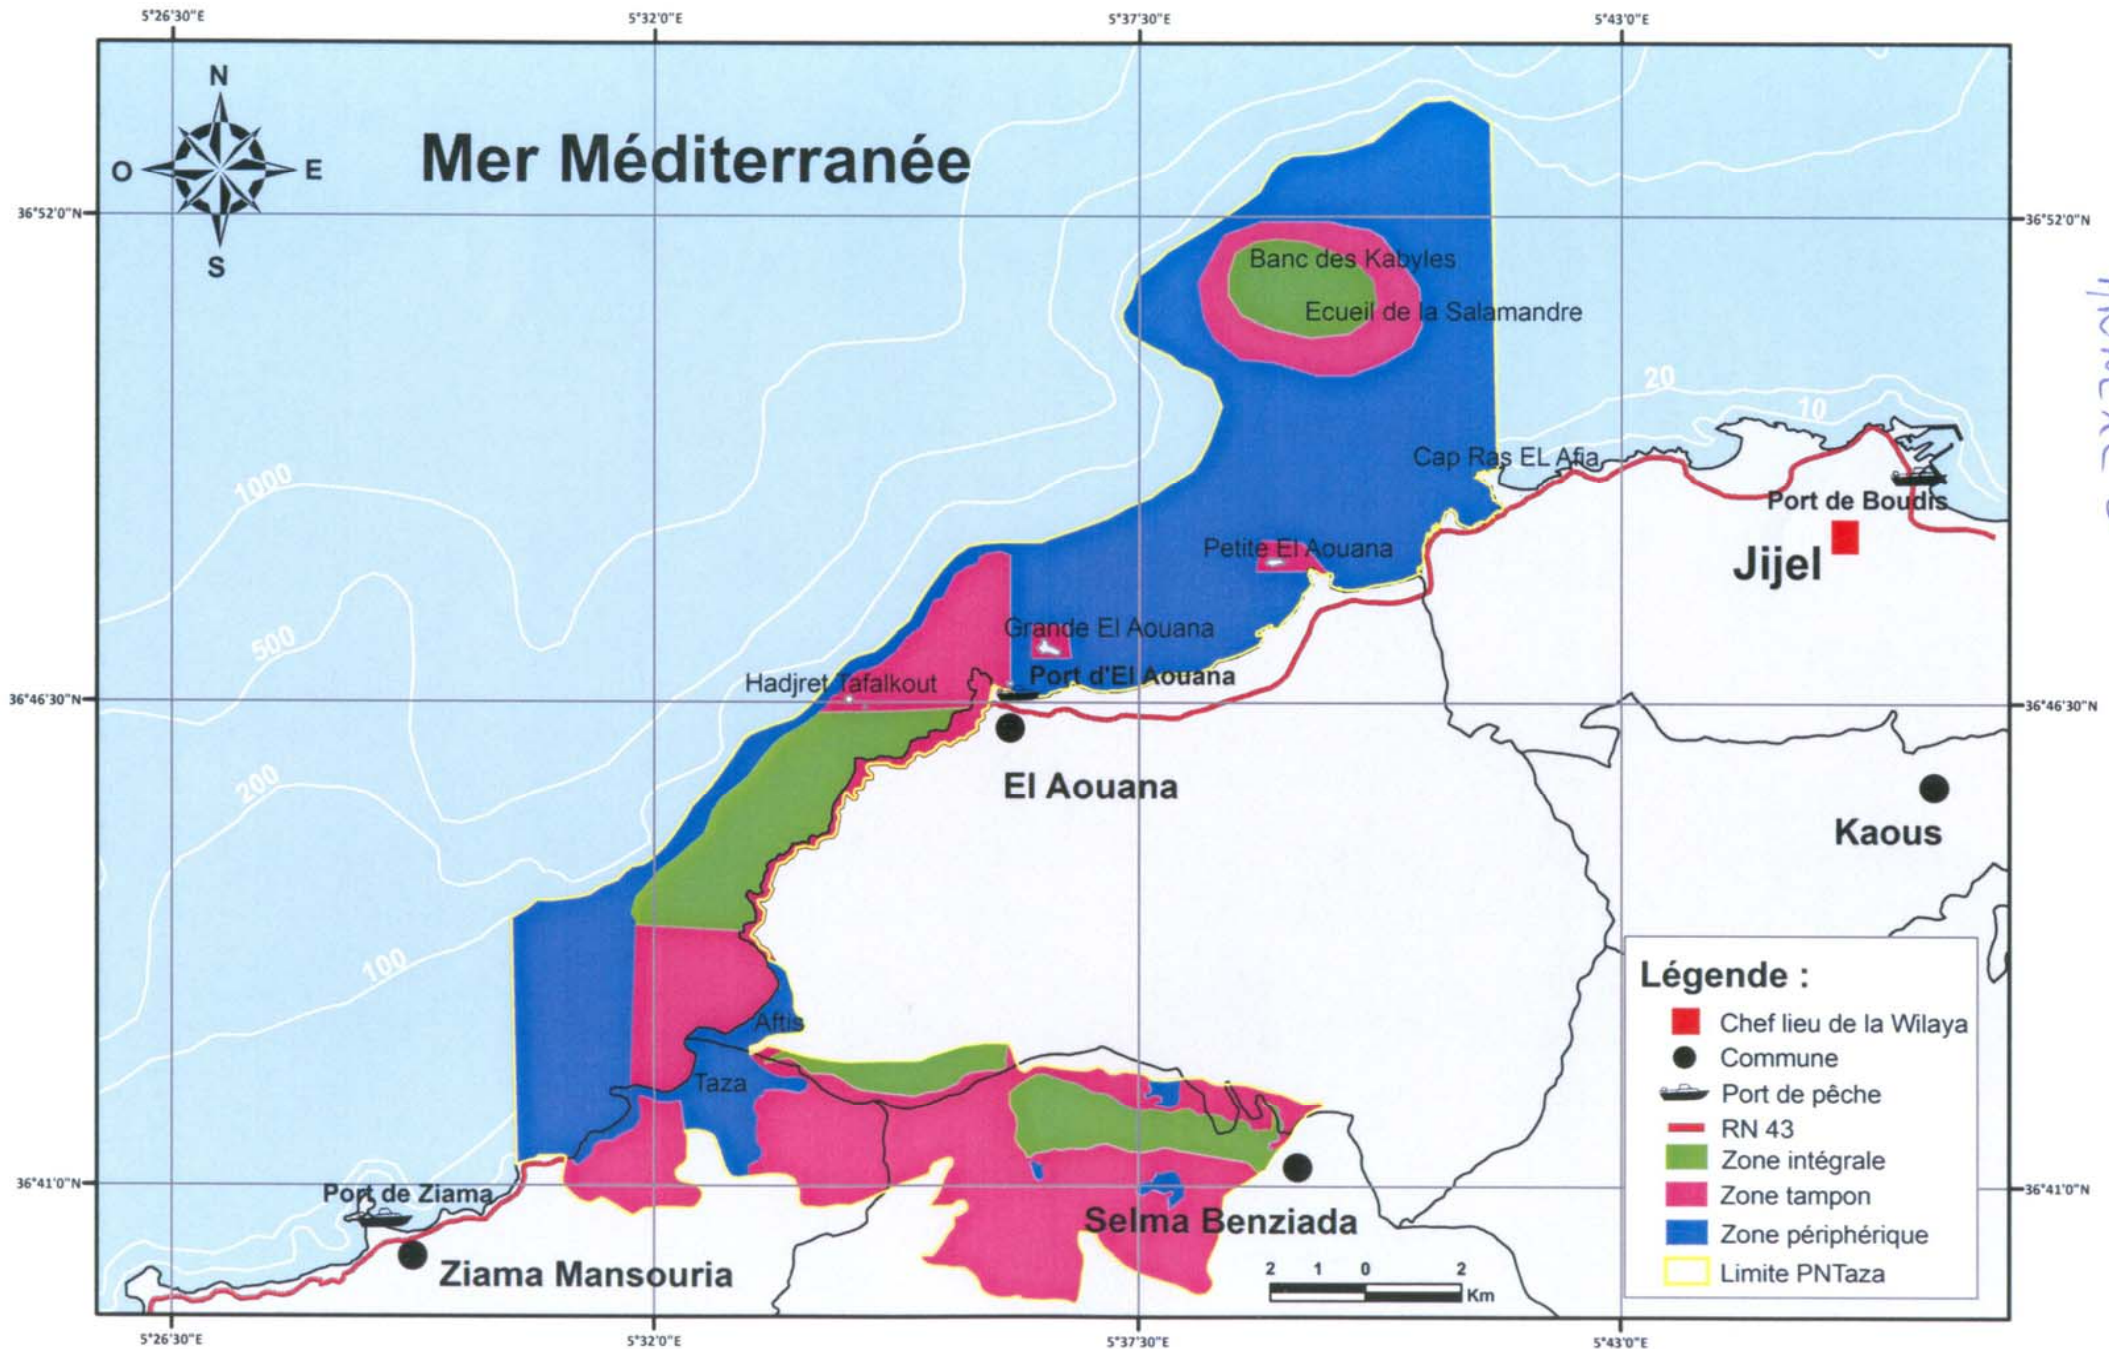 5°26'30"E
5°32'0"E
5°37'30"E
5°43'0"E
N
O
E
S
Mer Méditerranée
36°52'0"N
36°52'0"N
Banc des Kabyles
Ecueil de la Salamandre
20
10
Cap Ras EL Afia
1000
Port de Boudis
Petite El Aouana
Jijel
500
Grande El Aouana
Port d'El Aouana
Hadjret Tafalkout
36°46'30"N
36°46'30"N
200
El Aouana
Kaous
100
Légende :
Chef lieu de la Wilaya
Commune
Port de pêche
RN 43
Zone intégrale
Zone tampon
Zone périphérique
Limite PNTaza
Aftis
Taza
36°41'0"N
36°41'0"N
Port de Ziama
Selma Benziada
Ziama Mansouria
2 1 0 2
Km
5°26'30"E
5°32'0"E
5°37'30"E
5°43'0"E